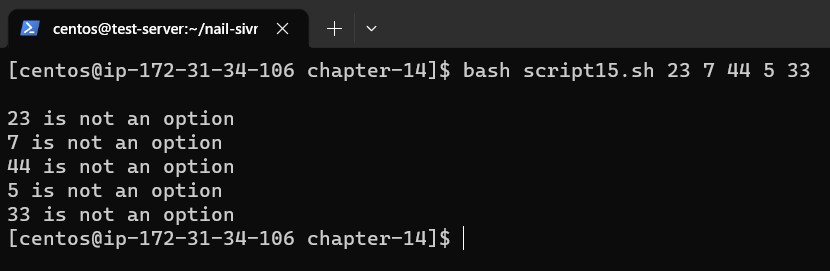 centos@test-server:~/nail-sivr
[centos@ip-172-31-34-106 chapter-14]$ bash script15.sh 23 7 44 5 33
23 is not an option
7 is not an option
44 is not an option
5 is not an option
33 is not an option
[centos@ip-172-31-34-106 chapter-14]$